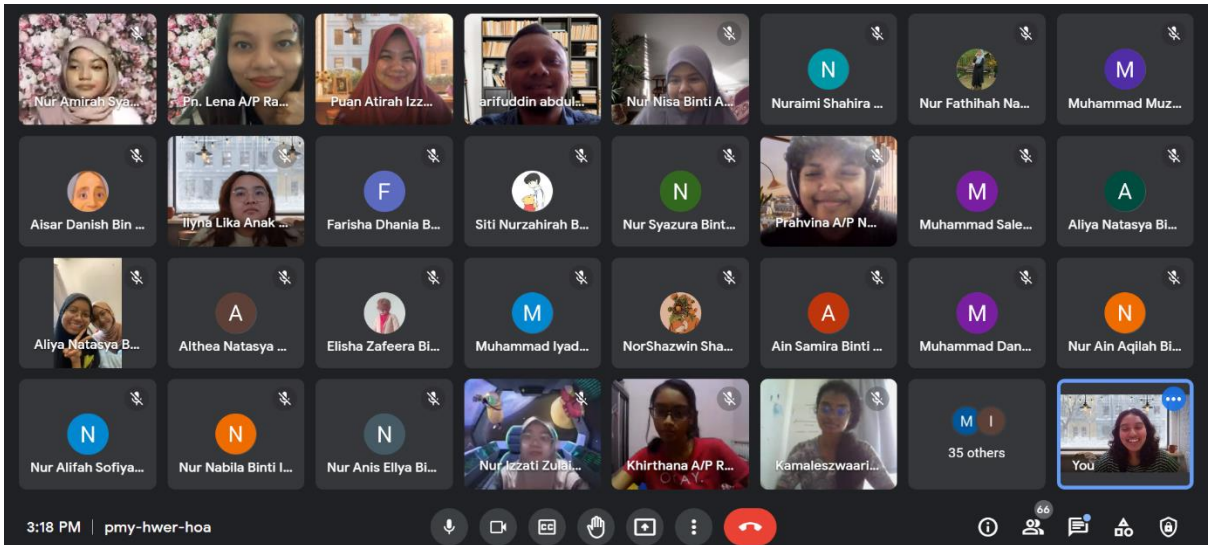 Nur Amirah Sya...
Pn. Lena A/P Ra...
Puan Atirah Izz...
arifuddin abdul...
Nur Nisa Binti A...
N
Nuraimi Shahira ...
Nur Fathihah Na...
M
Muhammad Muz...
Aisar Danish Bin ...
Ilyna Lika Anak ...
F
Farisha Dhania B...
Siti Nurzahirah B...
N
Nur Syazura Bint...
Prahvina A/P N...
M
Muhammad Sale...
A
Aliya Natasya Bi...
Aliya Natasya B...
A
Althea Natasya ...
Elisha Zafeera Bi...
M
Muhammad Iyad...
NorShazwin Sha...
A
Ain Samira Binti ...
M
Muhammad Dan...
N
Nur Ain Aqilah Bi...
N
Nur Alifah Sofiya...
N
Nur Nabila Binti I...
N
Nur Anis Ellya Bi...
Nur Izzati Zulai...
OKAY.
Khirthana A/P R...
Kamaleszwaari...
M I
35 others
You
3:18 PM | pmy-hwer-hoa
CC
66